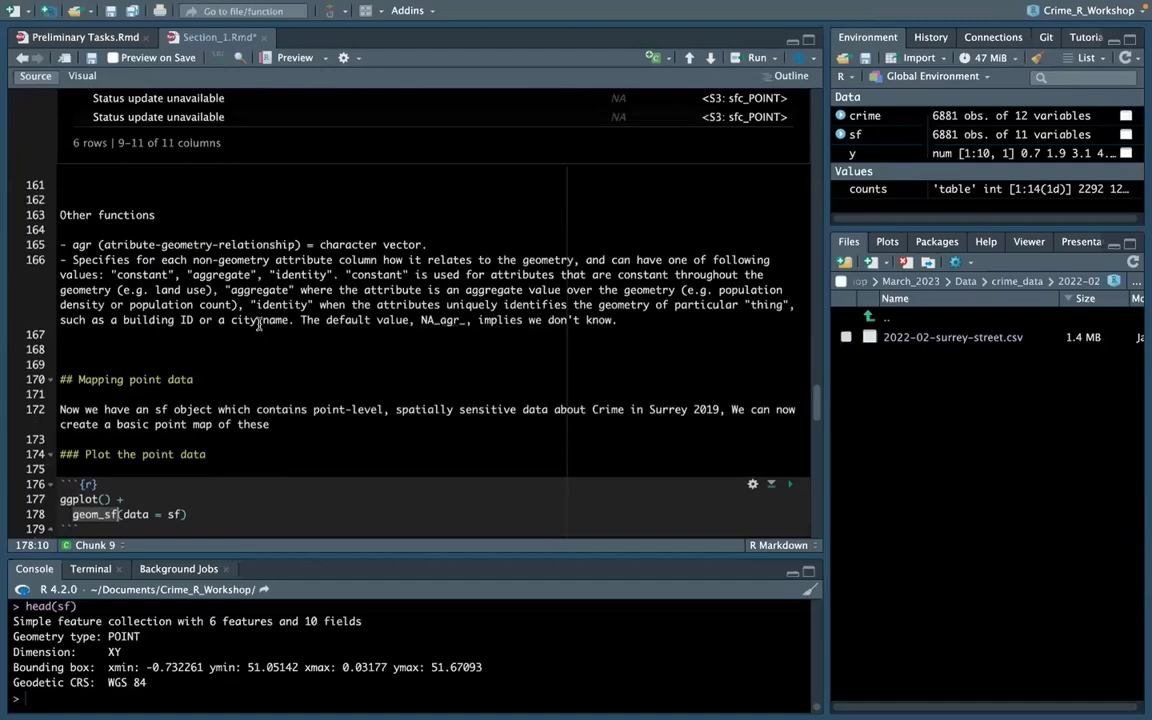 Go to file/function
Addins
Crime_R_Workshop
Preliminary Tasks.Rmd
Section_1.Rmd*
Preview on Save
Preview
Run
Source
Visual
Outline
Status update unavailable NA <S3: sfc_POINT>
Status update unavailable NA <S3: sfc_POINT>
6 rows | 9-11 of 11 columns
161
162
163 Other functions
164
165 - agr (atribute-geometry-relationship) = character vector.
166 - Specifies for each non-geometry attribute column how it relates to the geometry, and can have one of following
values: "constant", "aggregate", "identity". "constant" is used for attributes that are constant throughout the
geometry (e.g. land use), "aggregate" where the attribute is an aggregate value over the geometry (e.g. population
density or population count), "identity" when the attributes uniquely identifies the geometry of particular "thing",
such as a building ID or a city name. The default value, NA_agr_, implies we don't know.
167
168
169
170 ## Mapping point data
171
172 Now we have an sf object which contains point-level, spatially sensitive data about Crime in Surrey 2019, We can now
create a basic point map of these
173
174 ### Plot the point data
175
176 ```{r}
177 ggplot() +
178 geom_sf(data = sf)
179 ```
178:10 Chunk 9 R Markdown
Console Terminal Background Jobs
R 4.2.0 · ~/Documents/Crime_R_Workshop/
> head(sf)
Simple feature collection with 6 features and 10 fields
Geometry type: POINT
Dimension: XY
Bounding box: xmin: -0.732261 ymin: 51.05142 xmax: 0.03177 ymax: 51.67093
Geodetic CRS: WGS 84
>
Environment History Connections Git Tutoria
Import 47 MiB List
R Global Environment
Data
crime 6881 obs. of 12 variables
sf 6881 obs. of 11 variables
y num [1:10, 1] 0.7 1.9 3.1 4....
Values
counts 'table' int [1:14(1d)] 2292 12...
Files Plots Packages Help Viewer Presenta
top March_2023 Data crime_data 2022-02 ...
Name Size Mo
..
2022-02-surrey-street.csv 1.4 MB Ja